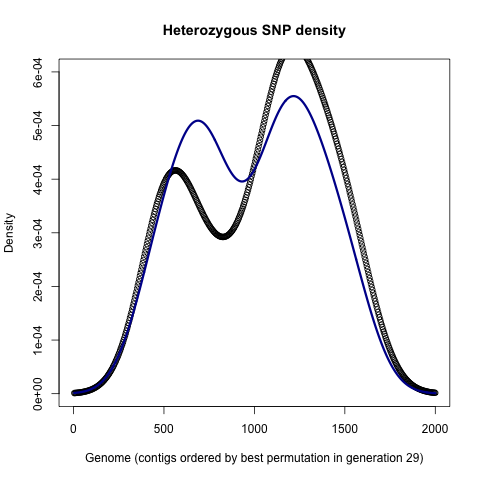 Heterozygous SNP density
Density
6e-04
5e-04
4e-04
3e-04
2e-04
1e-04
0e+00
0 500 1000 1500 2000
Genome (contigs ordered by best permutation in generation 29)